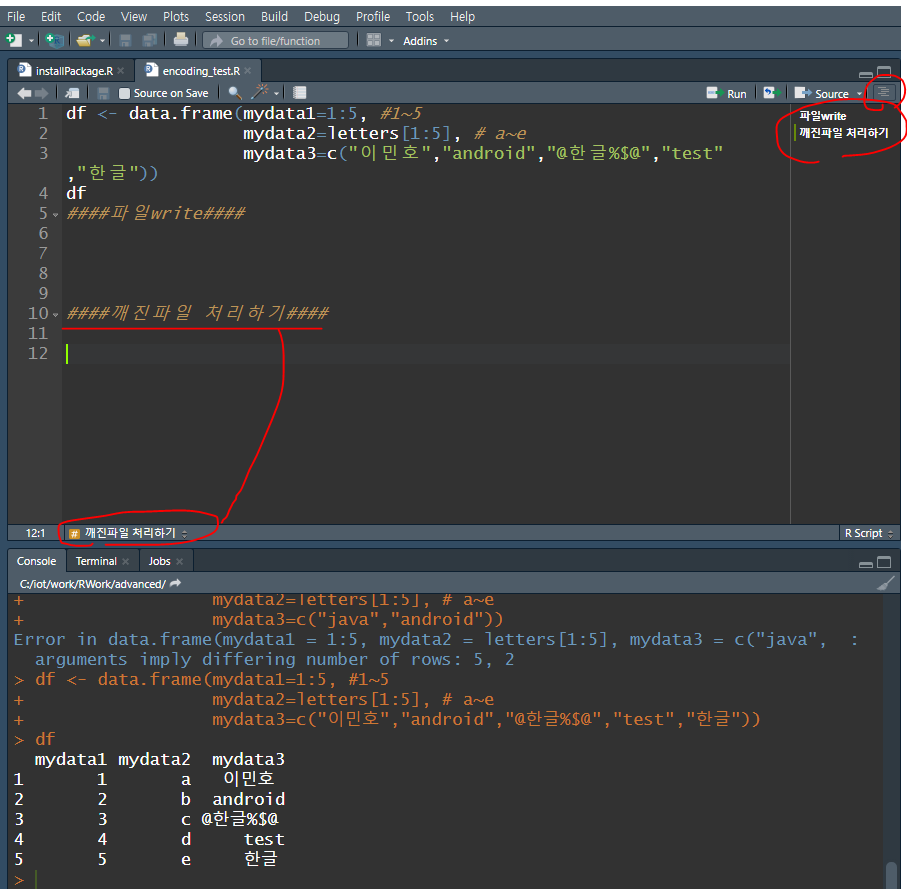 File Edit Code View Plots Session Build Debug Profile Tools Help
Go to file/function Addins
installPackage.R encoding_test.R
Source on Save Run Source
1 df <- data.frame(mydata1=1:5, #1~5
2 mydata2=letters[1:5], # a~e
3 mydata3=c("이민호","android","@한글%$@","test"
,"한글"))
4 df
5 ####파일write####
6
7
8
9
10 ####깨진파일 처리하기####
11
12
파일write
깨진파일 처리하기
12:1 # 깨진파일 처리하기 R Script
Console Terminal Jobs
C:/iot/work/RWork/advanced/
+ mydata2=letters[1:5], # a~e
+ mydata3=c("java","android"))
Error in data.frame(mydata1 = 1:5, mydata2 = letters[1:5], mydata3 = c("java", :
arguments imply differing number of rows: 5, 2
> df <- data.frame(mydata1=1:5, #1~5
+ mydata2=letters[1:5], # a~e
+ mydata3=c("이민호","android","@한글%$@","test","한글"))
> df
mydata1 mydata2 mydata3
1 1 a 이민호
2 2 b android
3 3 c @한글%$@
4 4 d test
5 5 e 한글
>